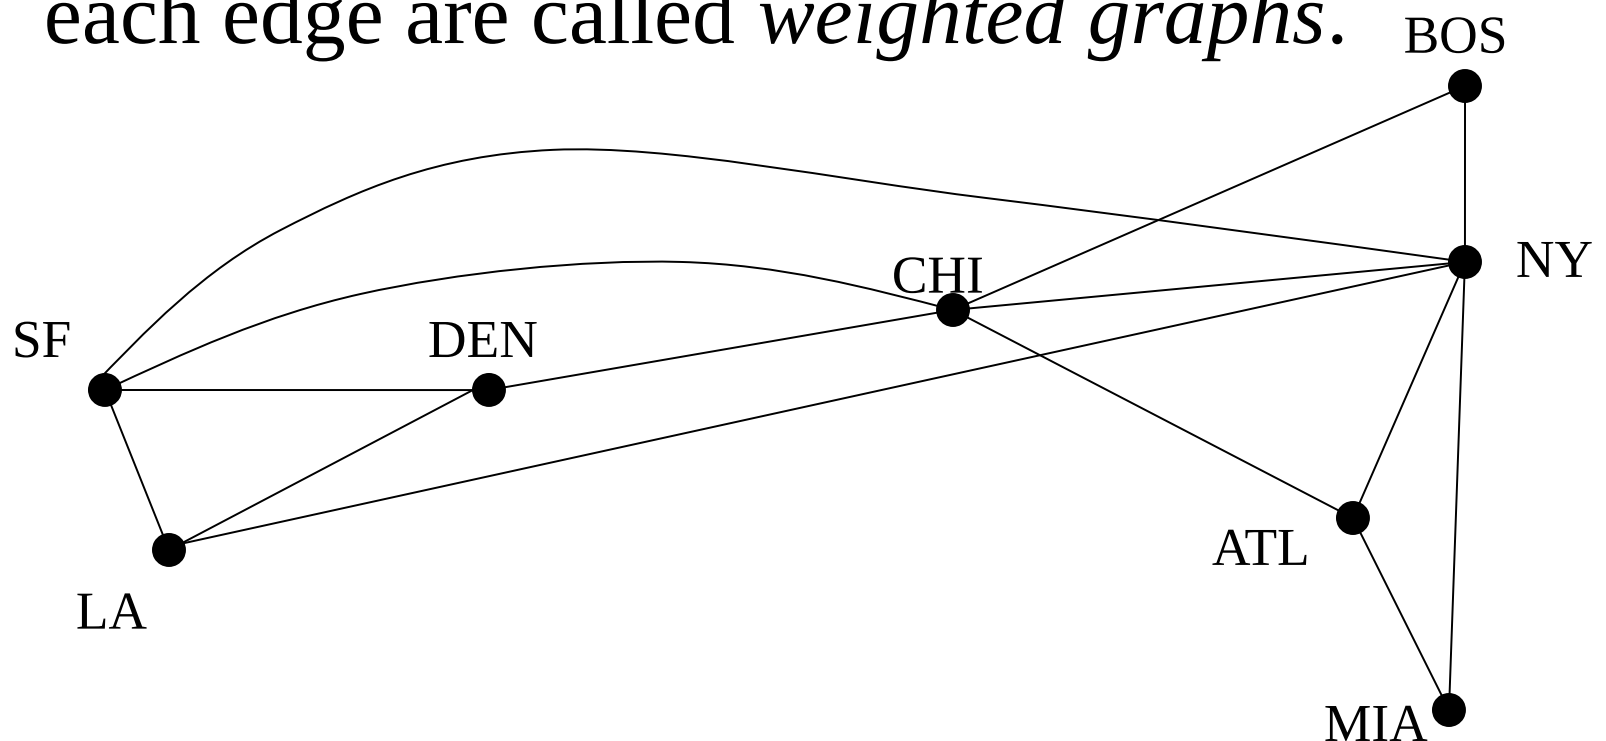 each edge are called weighted graphs.
BOS
NY
CHI
SF
DEN
ATL
LA
MIA